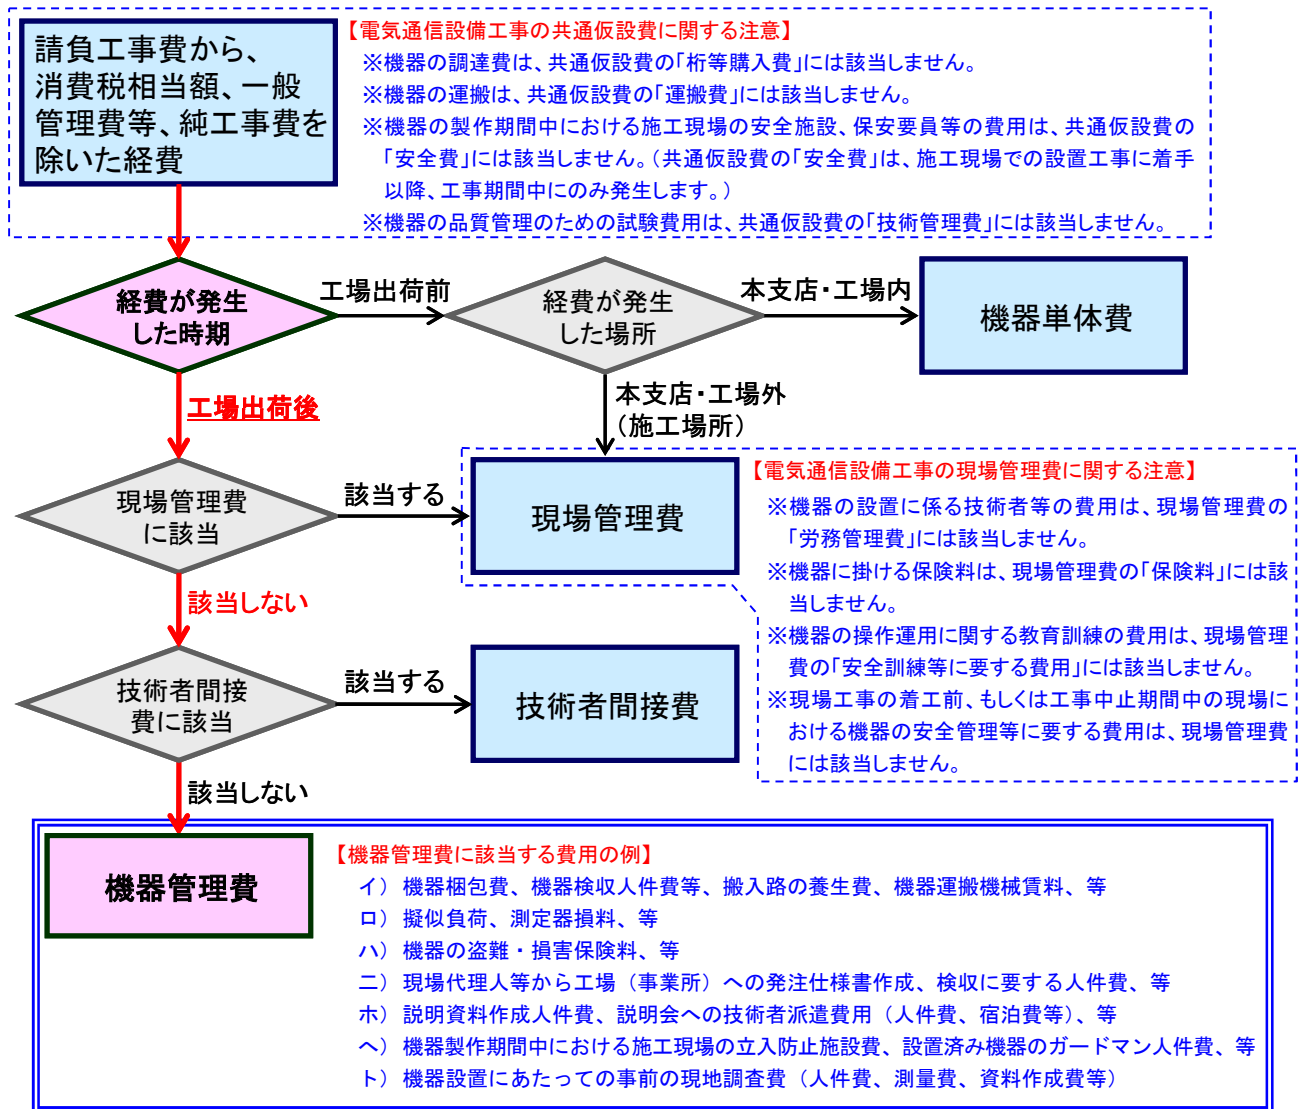 請負工事費から、
消費税相当額、一般
管理費等、純工事費を
除いた経費
【電気通信設備工事の共通仮設費に関する注意】
※機器の調達費は、共通仮設費の「桁等購入費」には該当しません。
※機器の運搬は、共通仮設費の「運搬費」には該当しません。
※機器の製作期間中における施工現場の安全施設、保安要員等の費用は、共通仮設費の
「安全費」には該当しません。（共通仮設費の「安全費」は、施工現場での設置工事に着手
以降、工事期間中にのみ発生します。）
※機器の品質管理のための試験費用は、共通仮設費の「技術管理費」には該当しません。
経費が発生
した時期
工場出荷前
経費が発生
した場所
本支店・工場内
機器単体費
工場出荷後
本支店・工場外
（施工場所）
現場管理費
に該当
該当する
現場管理費
【電気通信設備工事の現場管理費に関する注意】
※機器の設置に係る技術者等の費用は、現場管理費の
「労務管理費」には該当しません。
※機器に掛ける保険料は、現場管理費の「保険料」には該
当しません。
※機器の操作運用に関する教育訓練の費用は、現場管理
費の「安全訓練等に要する費用」には該当しません。
※現場工事の着工前、もしくは工事中止期間中の現場に
おける機器の安全管理等に要する費用は、現場管理費
には該当しません。
該当しない
技術者間接
費に該当
該当する
技術者間接費
該当しない
機器管理費
【機器管理費に該当する費用の例】
イ） 機器梱包費、機器検収人件費等、搬入路の養生費、機器運搬機械賃料、等
ロ） 擬似負荷、測定器損料、等
ハ） 機器の盗難・損害保険料、等
ニ） 現場代理人等から工場（事業所）への発注仕様書作成、検収に要する人件費、等
ホ） 説明資料作成人件費、説明会への技術者派遣費用（人件費、宿泊費等）、等
ヘ） 機器製作期間中における施工現場の立入防止施設費、設置済み機器のガードマン人件費、等
ト） 機器設置にあたっての事前の現地調査費（人件費、測量費、資料作成費等）